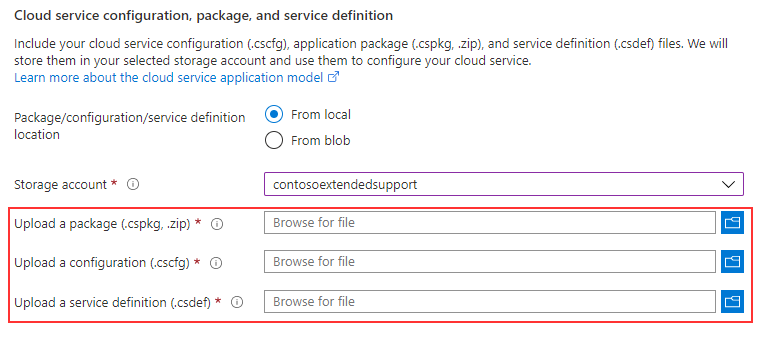 Cloud service configuration, package, and service definition
Include your cloud service configuration (.cscfg), application package (.cspkg, .zip), and service definition (.csdef) files. We will
store them in your selected storage account and use them to configure your cloud service.
Learn more about the cloud service application model
Package/configuration/service definition
location
From local
From blob
Storage account *
contosoextendedsupport
Upload a package (.cspkg, .zip) *
Browse for file
Upload a configuration (.cscfg) *
Browse for file
Upload a service definition (.csdef) *
Browse for file